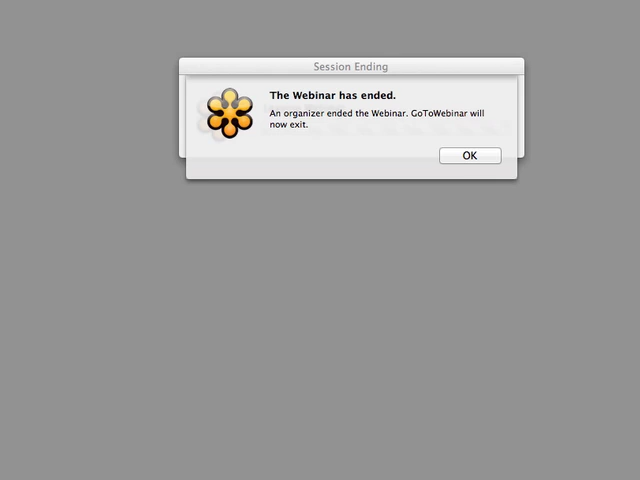 Session Ending
The Webinar has ended.
An organizer ended the Webinar. GoToWebinar will
now exit.
OK